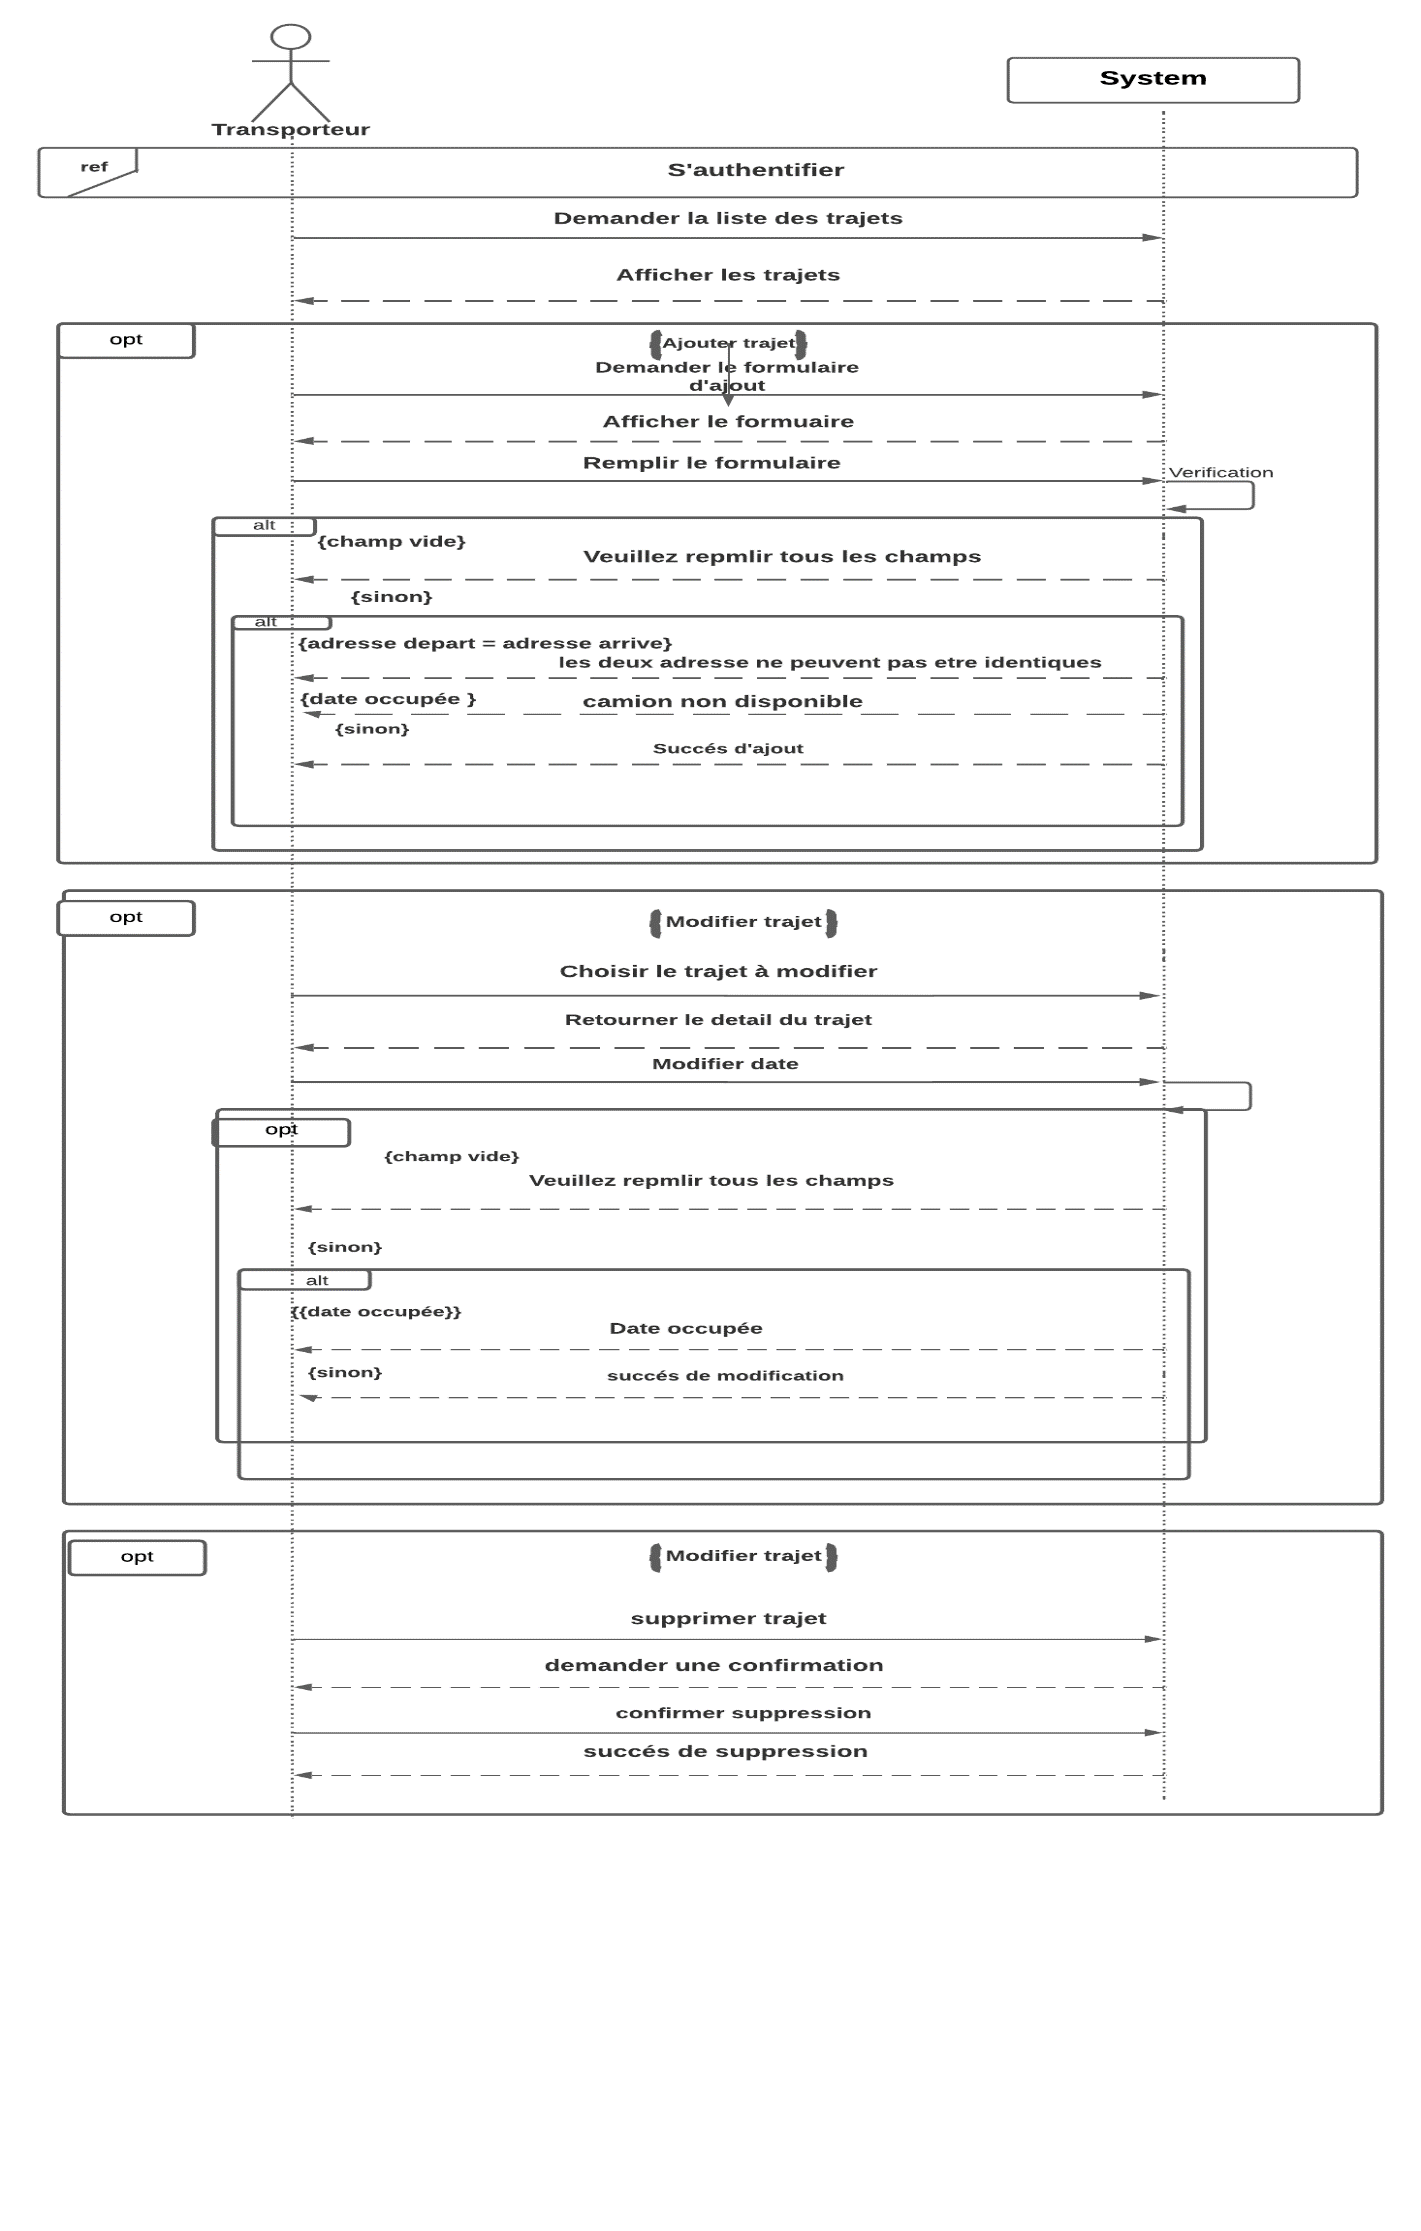 System
Transporteur
ref
S'authentifier
Demander la liste des trajets
Afficher les trajets
opt
{Ajouter trajet}
Demander le formulaire
d'ajout
Afficher le formuaire
Remplir le formulaire
Verification
alt
{champ vide}
Veuillez repmlir tous les champs
{sinon}
alt
{adresse depart = adresse arrive}
les deux adresse ne peuvent pas etre identiques
{date occupée }
camion non disponible
{sinon}
Succés d'ajout
opt
{Modifier trajet}
Choisir le trajet à modifier
Retourner le detail du trajet
Modifier date
opt
{champ vide}
Veuillez repmlir tous les champs
{sinon}
alt
{{date occupée}}
Date occupée
{sinon}
succés de modification
opt
{Modifier trajet}
supprimer trajet
demander une confirmation
confirmer suppression
succés de suppression